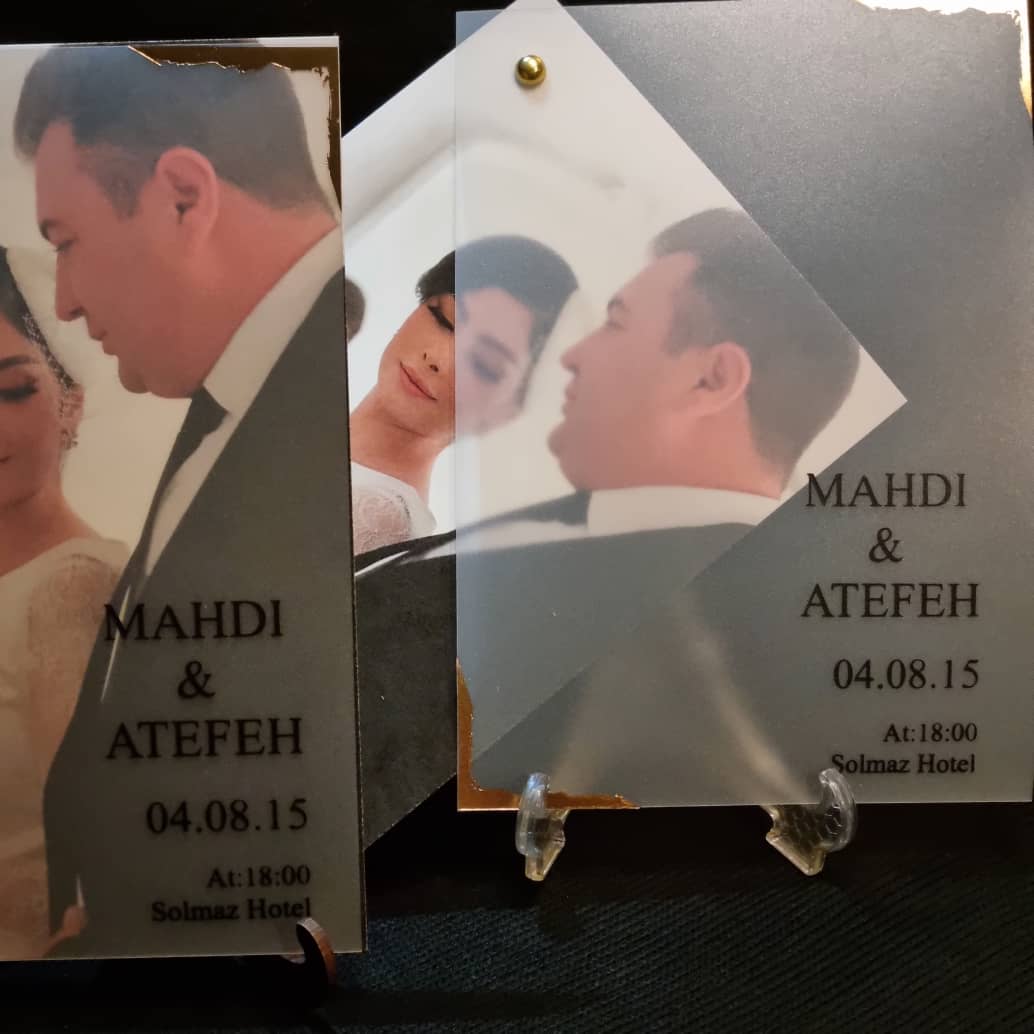 MAHDI
&
ATEFEH
04.08.15
At:18:00
Solmaz Hotel
MAHDI
&
ATEFEH
04.08.15
At:18:00
Solmaz Hotel